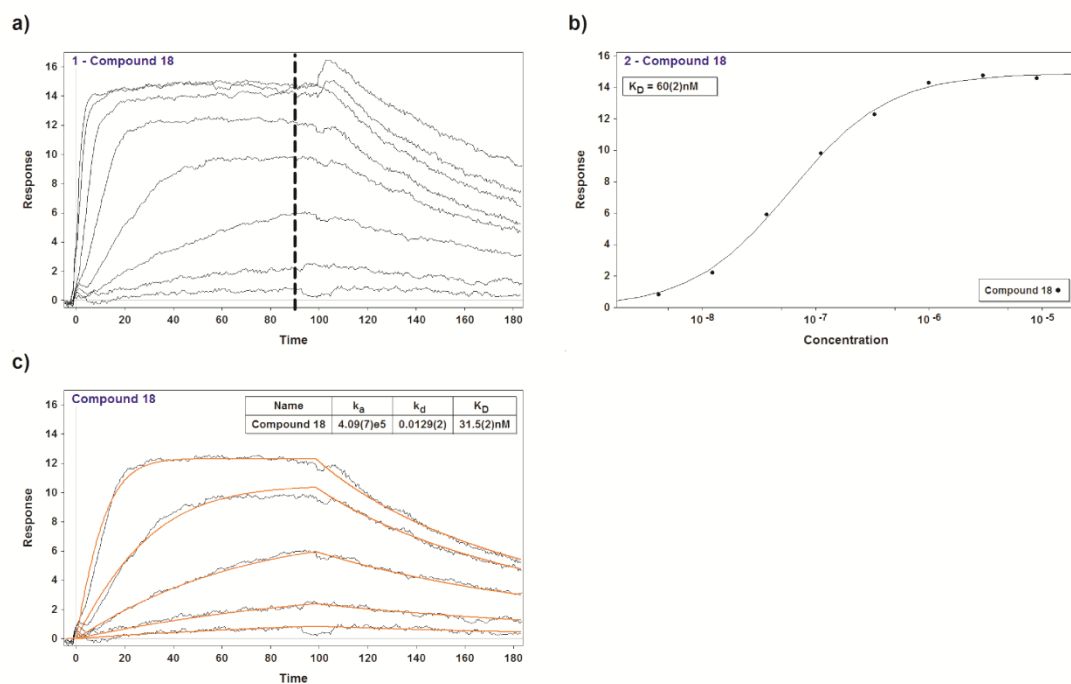 a)
1 - Compound 18
16
14
12
10
8
6
4
2
0
Response
0 20 40 60 80 100 120 140 160 180
Time
b)
2 - Compound 18
K_D = 60(2)nM
16
14
12
10
8
6
4
2
0
Response
Compound 18
10^-8 10^-7 10^-6 10^-5
Concentration
c)
Compound 18
Name k_a k_d K_D
Compound 18 4.09(7)e5 0.0129(2) 31.5(2)nM
16
14
12
10
8
6
4
2
0
Response
0 20 40 60 80 100 120 140 160 180
Time